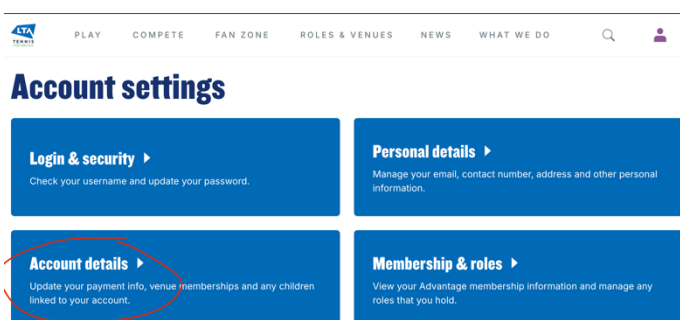 LTA
TENNIS
PLAY COMPETE FAN ZONE ROLES & VENUES NEWS WHAT WE DO
Account settings
Login & security
Check your username and update your password.
Personal details
Manage your email, contact number, address and other personal
information.
Account details
Update your payment info, venue memberships and any children
linked to your account.
Membership & roles
View your Advantage membership information and manage any
roles that you hold.